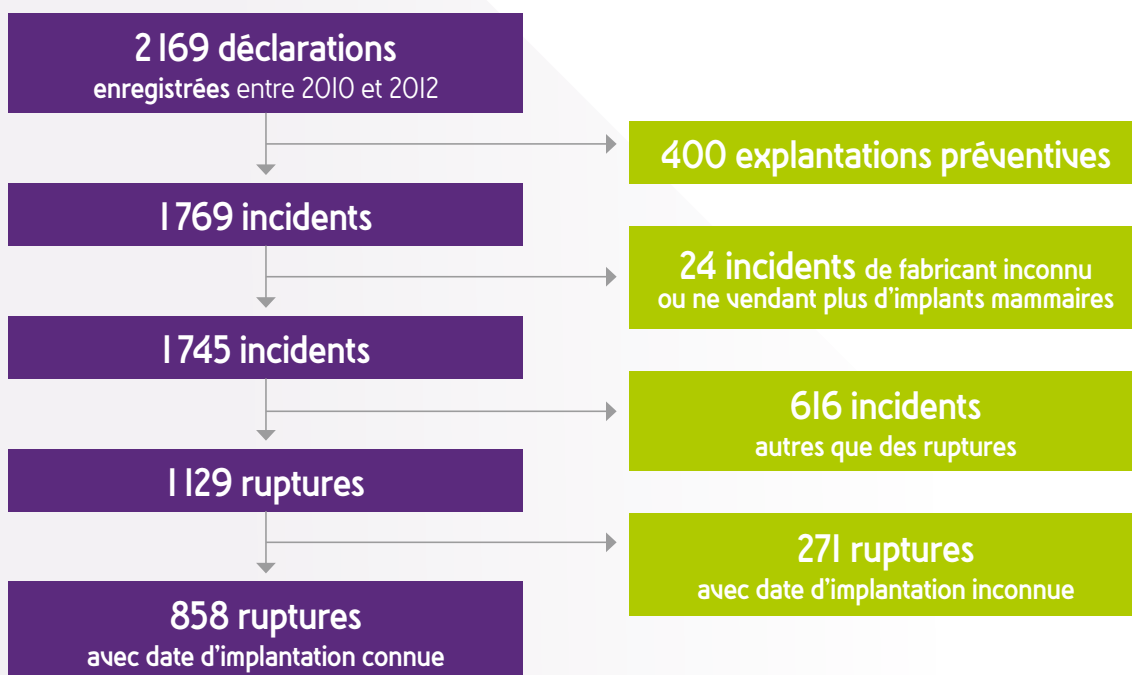 2 169 déclarations
enregistrées entre 2010 et 2012
400 explantations préventives
1 769 incidents
24 incidents de fabricant inconnu
ou ne vendant plus d'implants mammaires
1 745 incidents
616 incidents
autres que des ruptures
1 129 ruptures
271 ruptures
avec date d'implantation inconnue
858 ruptures
avec date d'implantation connue